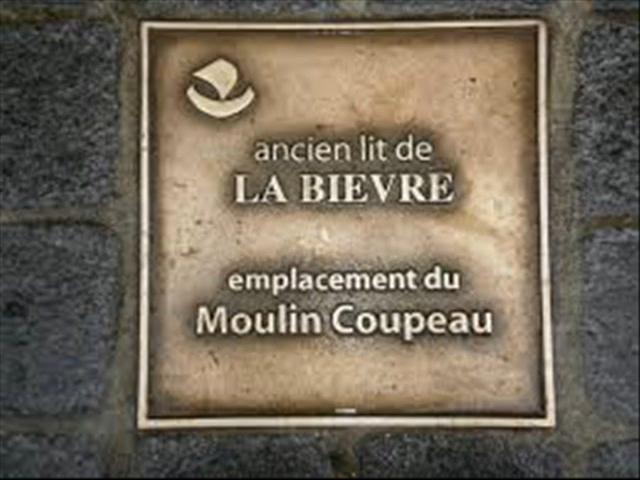 ancien lit de
LA BIEVRE
emplacement du
Moulin Coupeau